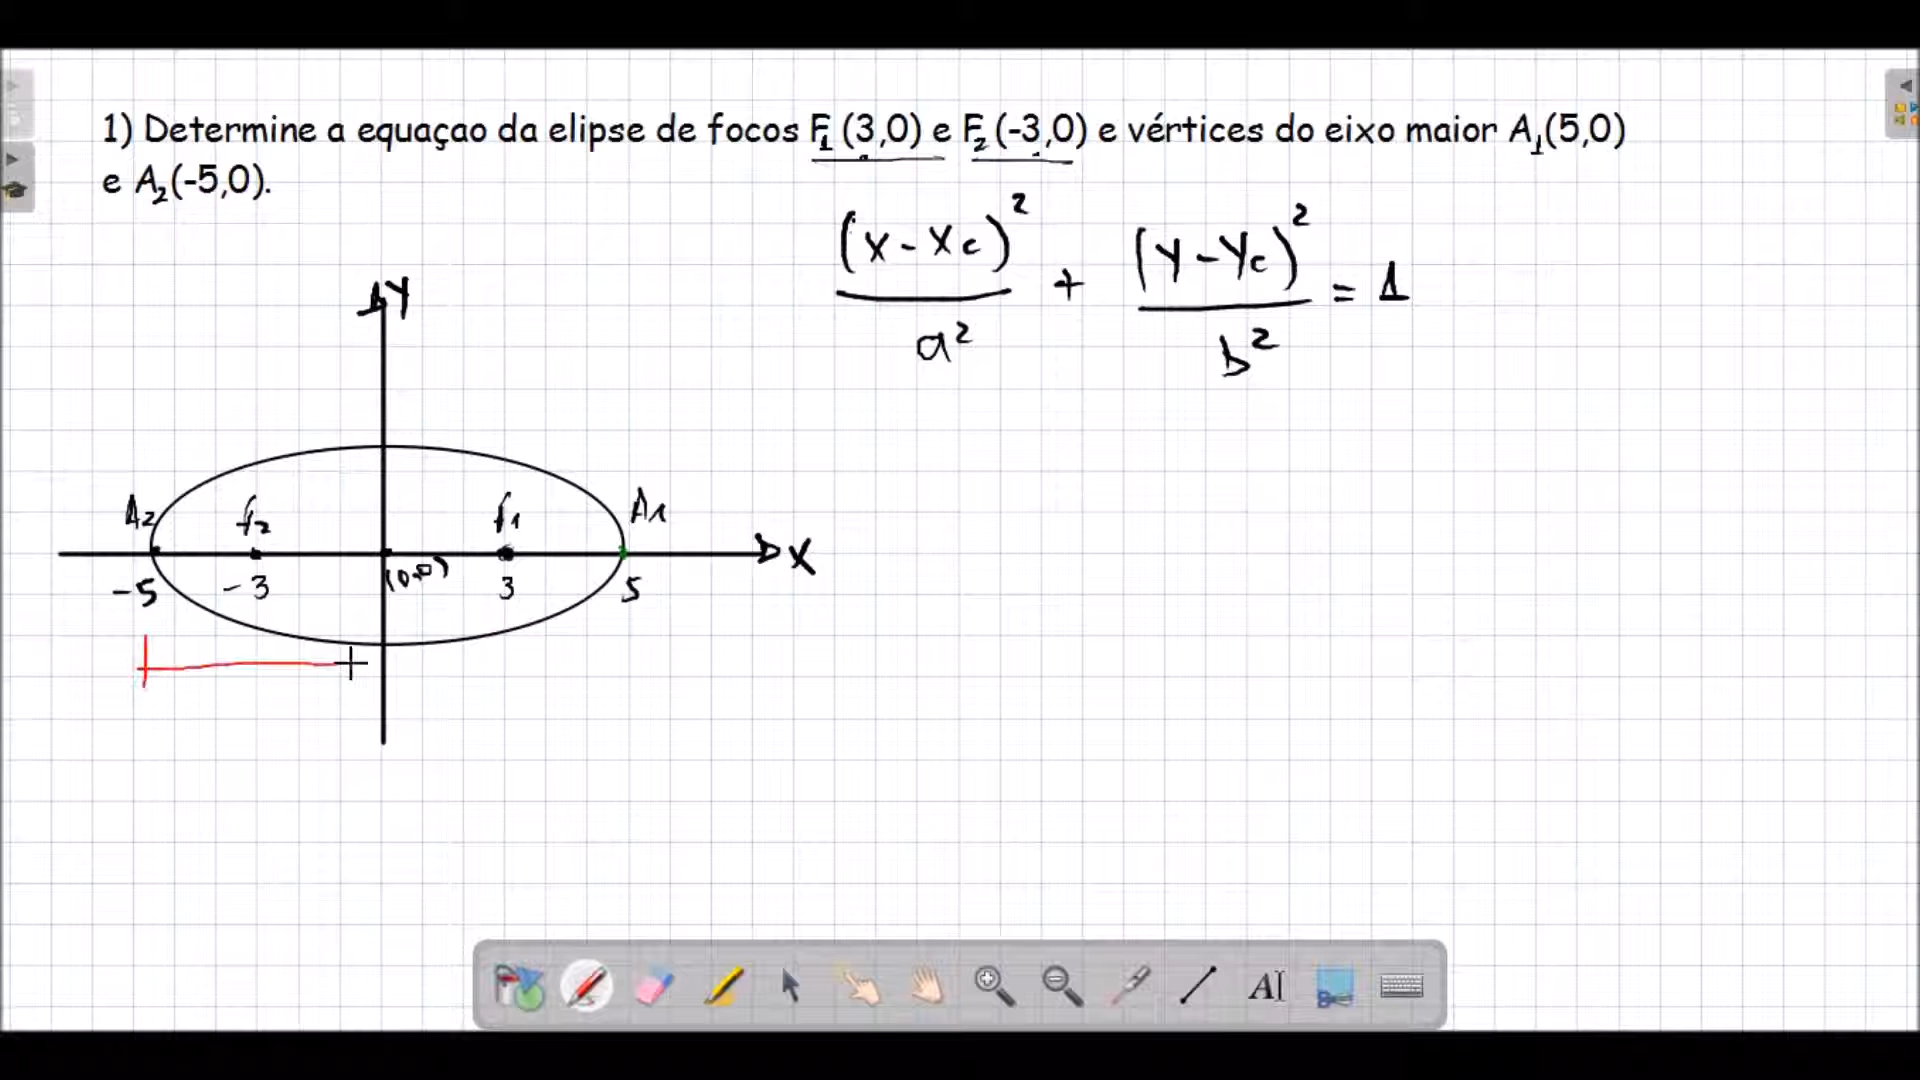 1) Determine a equaçao da elipse de focos F₁(3,0) e F₂(-3,0) e vértices do eixo maior A₁(5,0)
e A₂(-5,0).
(x - xc)² / a² + (y - yc)² / b² = 1
Y
A2 f2 f1 A1
X
(0,0)
-5 -3 3 5
AI